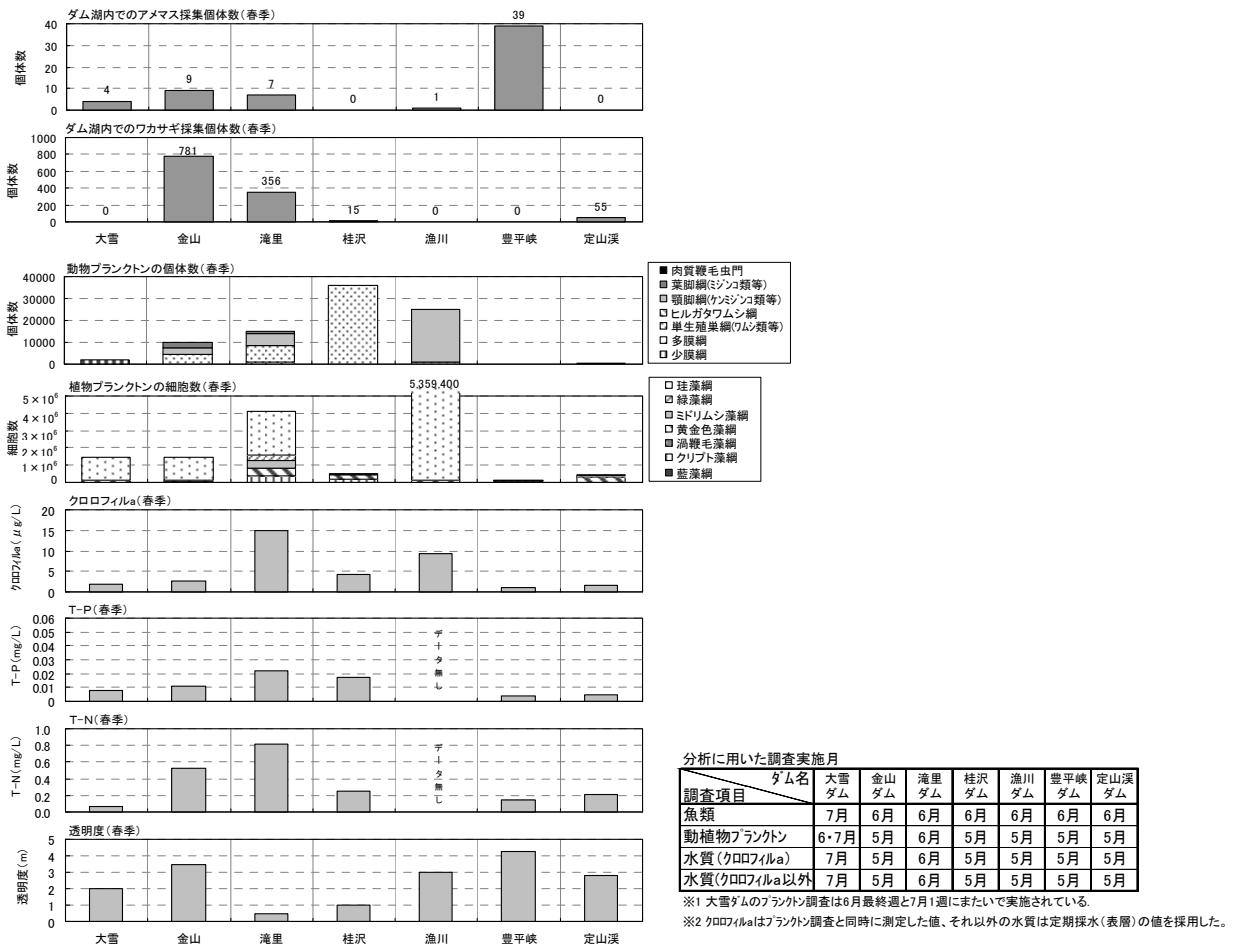 ダム湖内でのアメマス採集個体数(春季)
個体数
40
30
20
10
0
4
9
7
0
1
39
0
ダム湖内でのワカサギ採集個体数(春季)
個体数
1000
800
600
400
200
0
0
781
356
15
0
0
55
大雪 金山 滝里 桂沢 漁川 豊平峡 定山渓
動物プランクトンの個体数(春季)
個体数
40000
30000
20000
10000
0
肉質鞭毛虫門
葉脚綱(ミジンコ類等)
顎脚綱(ケンミジンコ類等)
ヒルガタワムシ綱
単生殖巣綱(ワムシ類等)
多膜綱
少膜綱
植物プランクトンの細胞数(春季)
細胞数
5×10⁶
4×10⁶
3×10⁶
2×10⁶
1×10⁶
0
5,359,400
珪藻綱
緑藻綱
ミドリムシ藻綱
黄金色藻綱
渦鞭毛藻綱
クリプト藻綱
藍藻綱
クロロフィルa(春季)
クロロフィルa(μg/L)
20
15
10
5
0
T-P(春季)
T-P(mg/L)
0.06
0.05
0.04
0.03
0.02
0.01
データ無し
T-N(春季)
T-N(mg/L)
1.0
0.8
0.6
0.4
0.2
0.0
データ無し
透明度(春季)
透明度(m)
5
4
3
2
1
0
大雪 金山 滝里 桂沢 漁川 豊平峡 定山渓
分析に用いた調査実施月
ダム名 大雪ダム 金山ダム 滝里ダム 桂沢ダム 漁川ダム 豊平峡ダム 定山渓ダム
調査項目
魚類 7月 6月 6月 6月 6月 6月 6月
動植物プランクトン 6・7月 5月 6月 5月 5月 5月 5月
水質(クロロフィルa) 7月 5月 6月 5月 5月 5月 5月
水質(クロロフィルa以外 7月 5月 6月 5月 5月 5月 5月
※1 大雪ダムのプランクトン調査は6月最終週と7月1週にまたいで実施されている.
※2 クロロフィルaはプランクトン調査と同時に測定した値、それ以外の水質は定期採水(表層)の値を採用した。